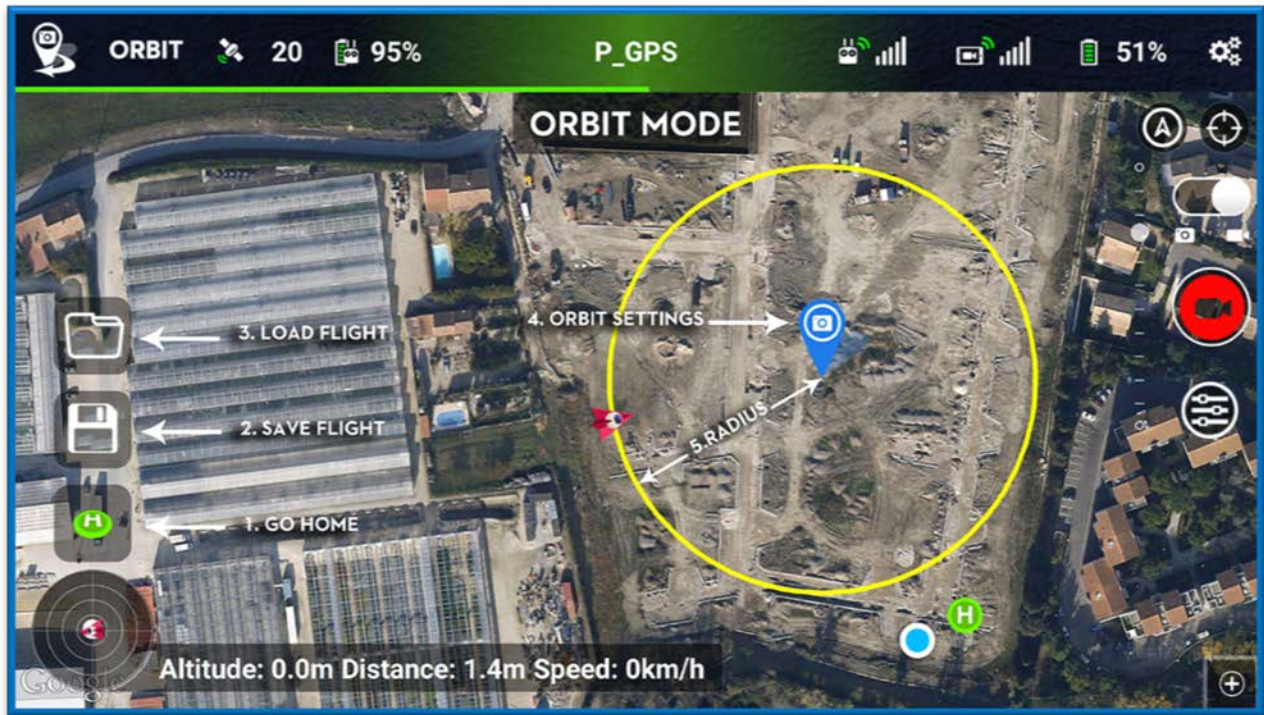 ORBIT 20 95% P_GPS 51%
ORBIT MODE
4. ORBIT SETTINGS
3. LOAD FLIGHT
5.RADIUS
2. SAVE FLIGHT
H
1. GO HOME
H
Altitude: 0.0m Distance: 1.4m Speed: 0km/h
Google